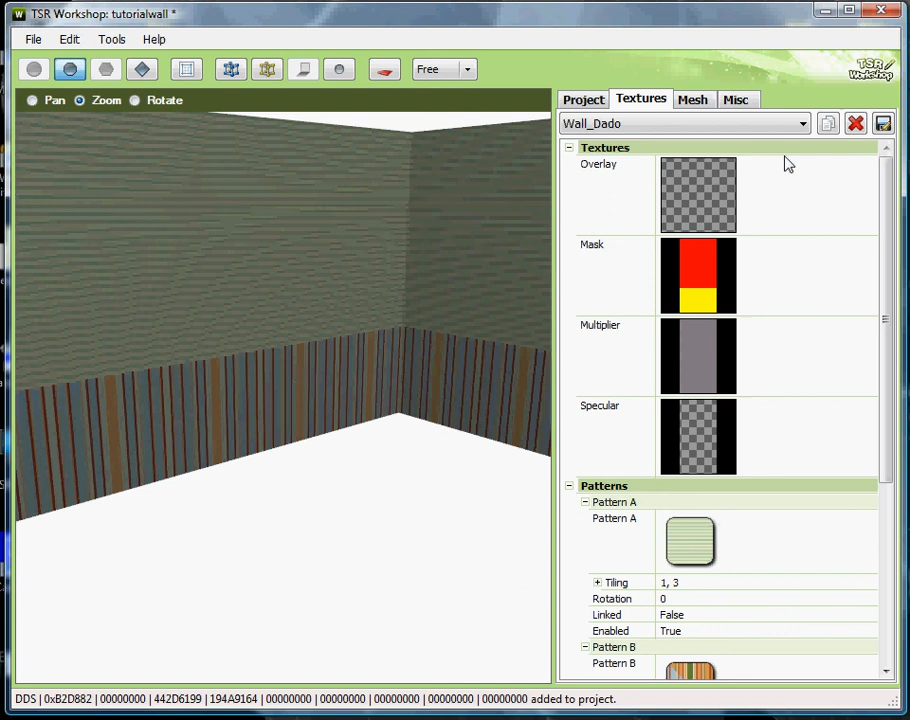 TSR Workshop: tutorialwall *
File Edit Tools Help
Free
TSR
Workshop
Pan Zoom Rotate
Project Textures Mesh Misc
Wall_Dado
Textures
Overlay
Mask
Multiplier
Specular
Patterns
Pattern A
Pattern A
Tiling 1, 3
Rotation 0
Linked False
Enabled True
Pattern B
Pattern B
DDS | 0xB2D882 | 00000000 | 442D6199 | 194A9164 | 00000000 | 00000000 | 00000000 | 00000000 | 00000000 added to project.